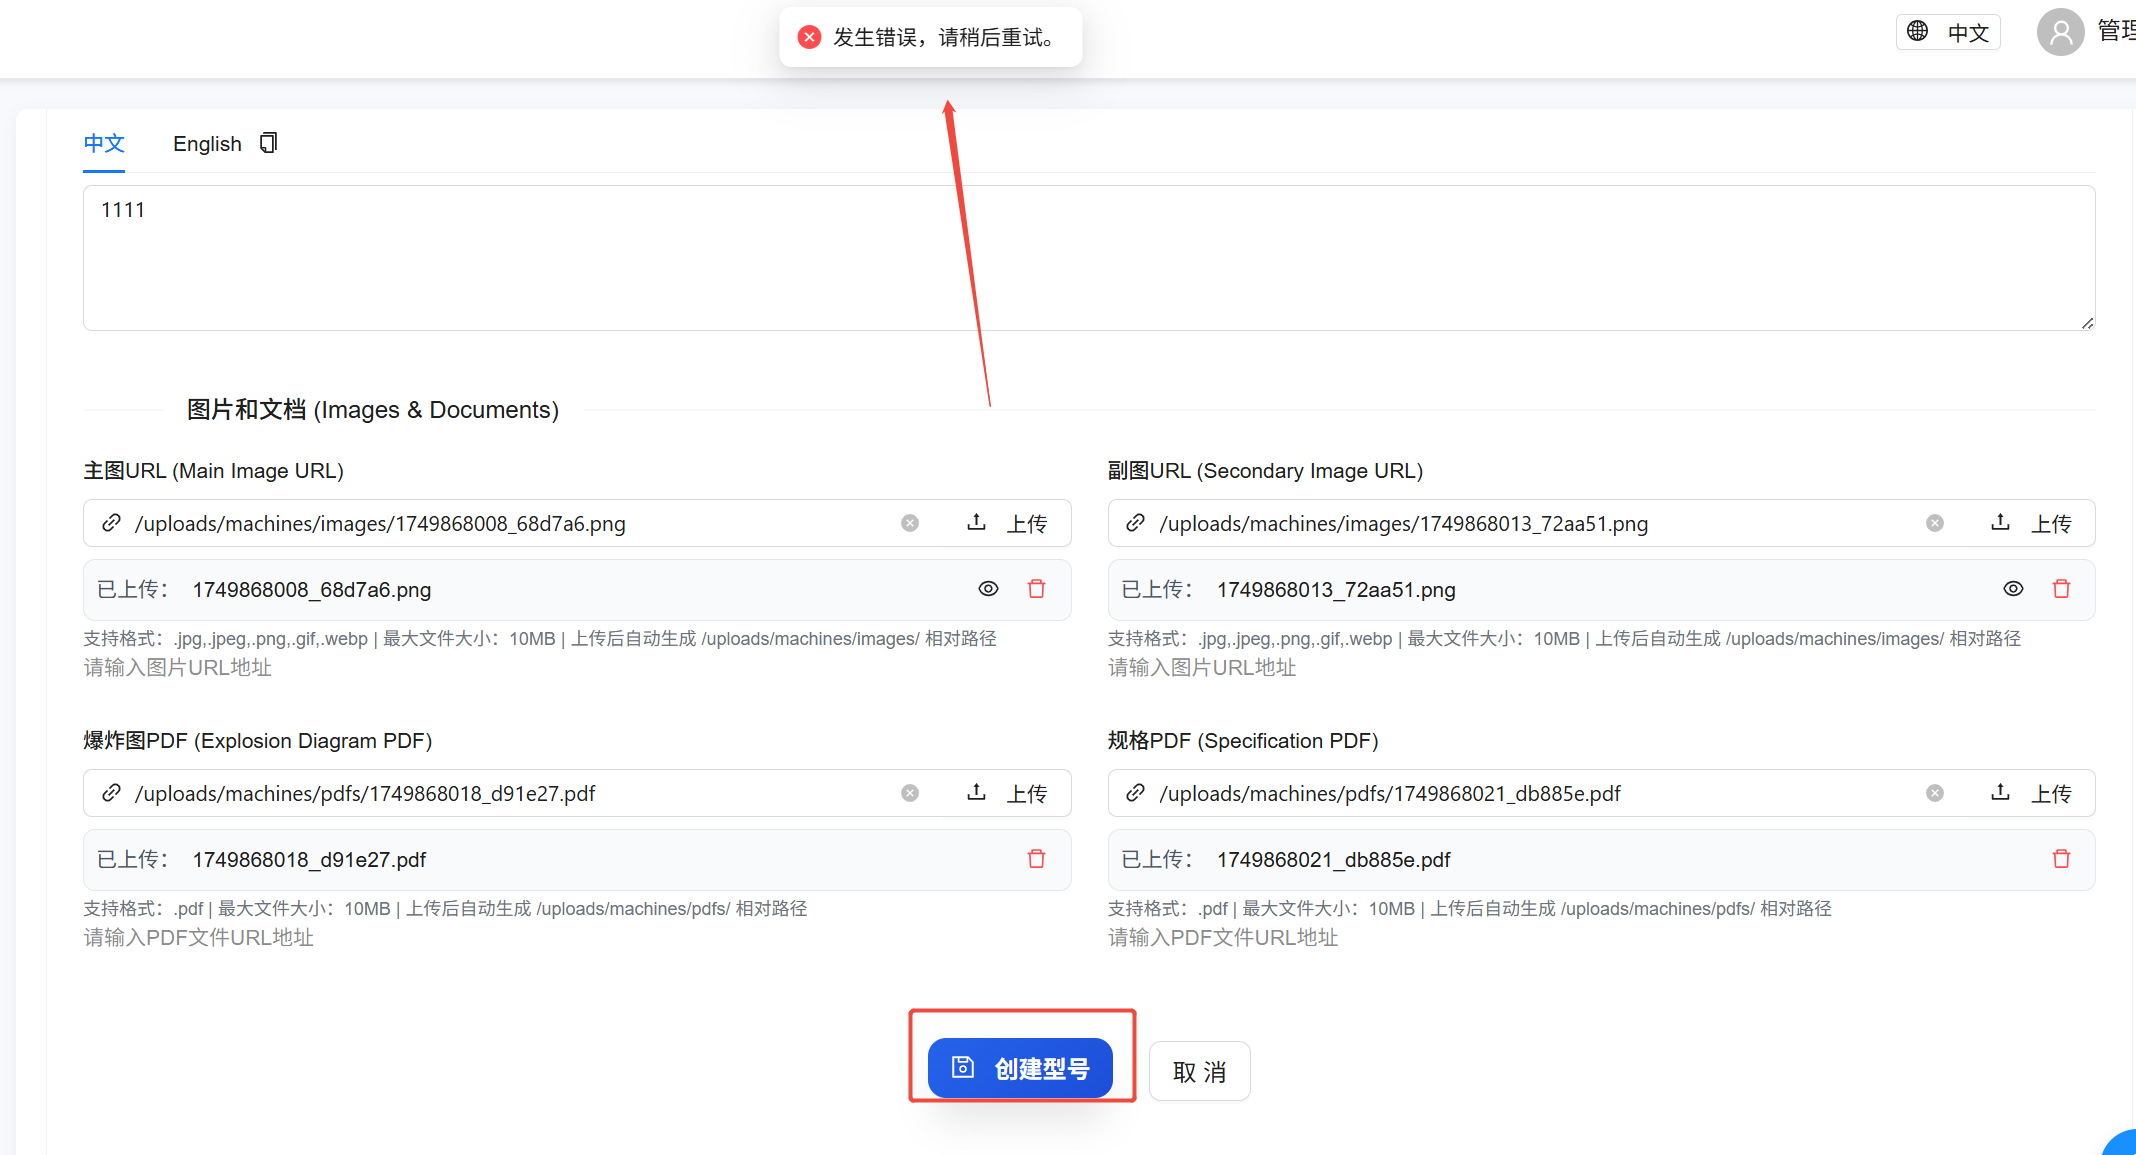 发生错误，请稍后重试。
中文
管理
中文
English
1111
图片和文档 (Images & Documents)
主图URL (Main Image URL)
副图URL (Secondary Image URL)
/uploads/machines/images/1749868008_68d7a6.png
上传
/uploads/machines/images/1749868013_72aa51.png
上传
已上传： 1749868008_68d7a6.png
已上传： 1749868013_72aa51.png
支持格式：.jpg,.jpeg,.png,.gif,.webp | 最大文件大小：10MB | 上传后自动生成 /uploads/machines/images/ 相对路径
支持格式：.jpg,.jpeg,.png,.gif,.webp | 最大文件大小：10MB | 上传后自动生成 /uploads/machines/images/ 相对路径
请输入图片URL地址
请输入图片URL地址
爆炸图PDF (Explosion Diagram PDF)
规格PDF (Specification PDF)
/uploads/machines/pdfs/1749868018_d91e27.pdf
上传
/uploads/machines/pdfs/1749868021_db885e.pdf
上传
已上传： 1749868018_d91e27.pdf
已上传： 1749868021_db885e.pdf
支持格式：.pdf | 最大文件大小：10MB | 上传后自动生成 /uploads/machines/pdfs/ 相对路径
支持格式：.pdf | 最大文件大小：10MB | 上传后自动生成 /uploads/machines/pdfs/ 相对路径
请输入PDF文件URL地址
请输入PDF文件URL地址
创建型号
取 消